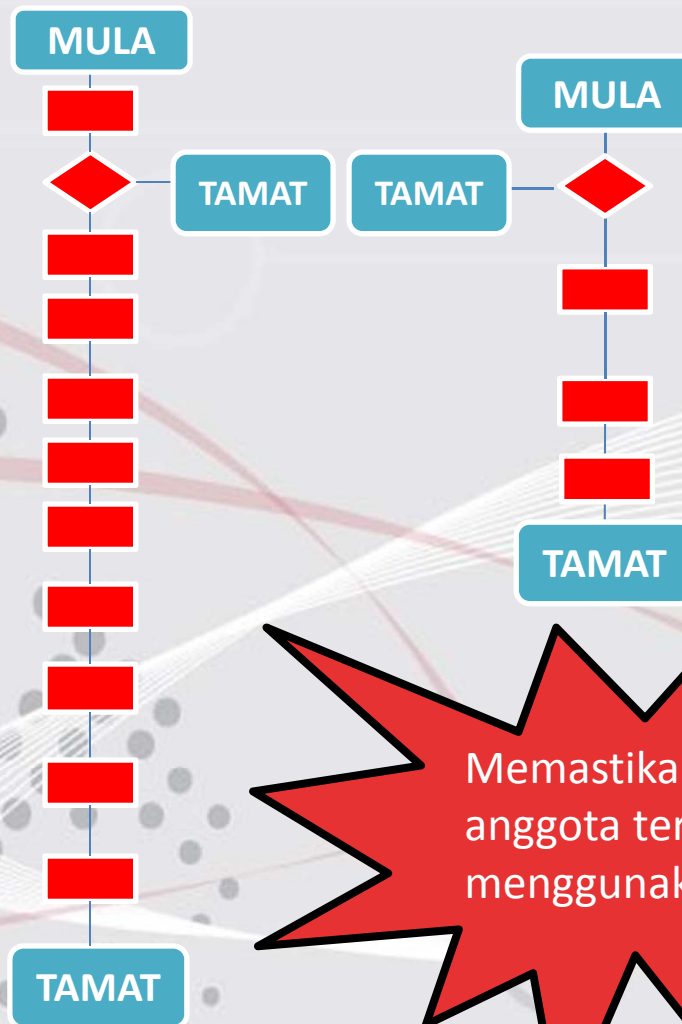 MULA
TAMAT
TAMAT
MULA
TAMAT
TAMAT
Memastika
anggota ter
menggunak